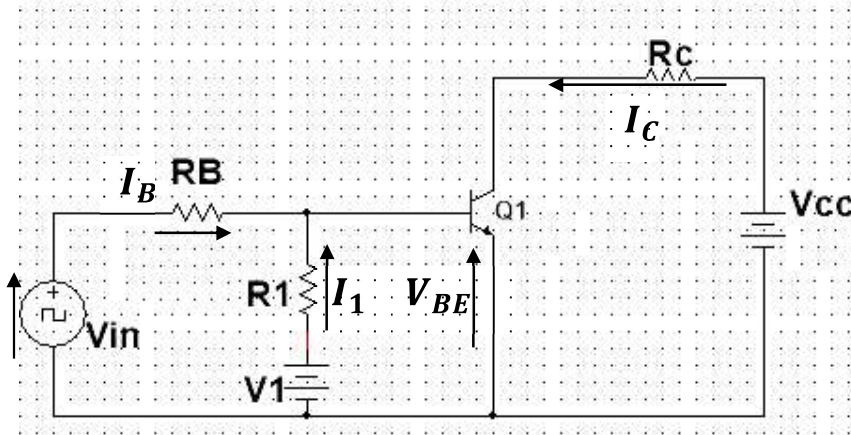 Rc
I_C
I_B RB
Q1
Vcc
R1 I_1 V_BE
Vin
V1